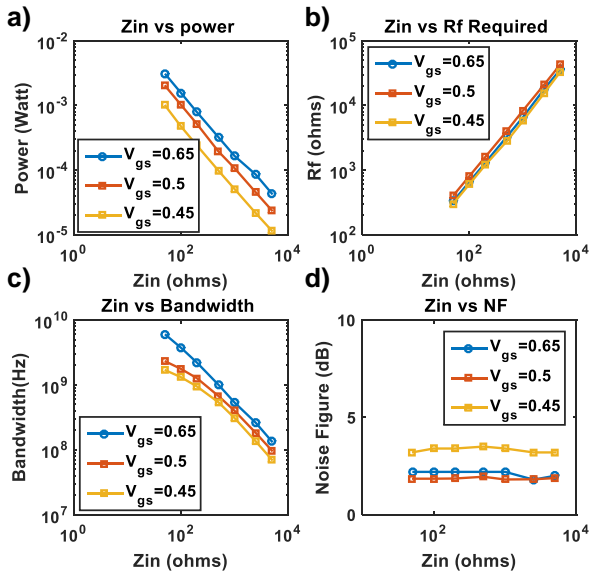 a)
Zin vs power
Power (Watt)
10^-2
10^-3
10^-4
10^-5
V_gs=0.65
V_gs=0.5
V_gs=0.45
10^0
10^2
10^4
Zin (ohms)
b)
Zin vs Rf Required
Rf (ohms)
10^5
10^4
10^3
10^2
V_gs=0.65
V_gs=0.5
V_gs=0.45
10^0
10^2
10^4
Zin (ohms)
c)
Zin vs Bandwidth
Bandwidth(Hz)
10^10
10^9
10^8
10^7
V_gs=0.65
V_gs=0.5
V_gs=0.45
10^0
10^2
10^4
Zin (ohms)
d)
Zin vs NF
Noise Figure (dB)
10
5
0
V_gs=0.65
V_gs=0.5
V_gs=0.45
10^2
10^4
Zin (ohms)